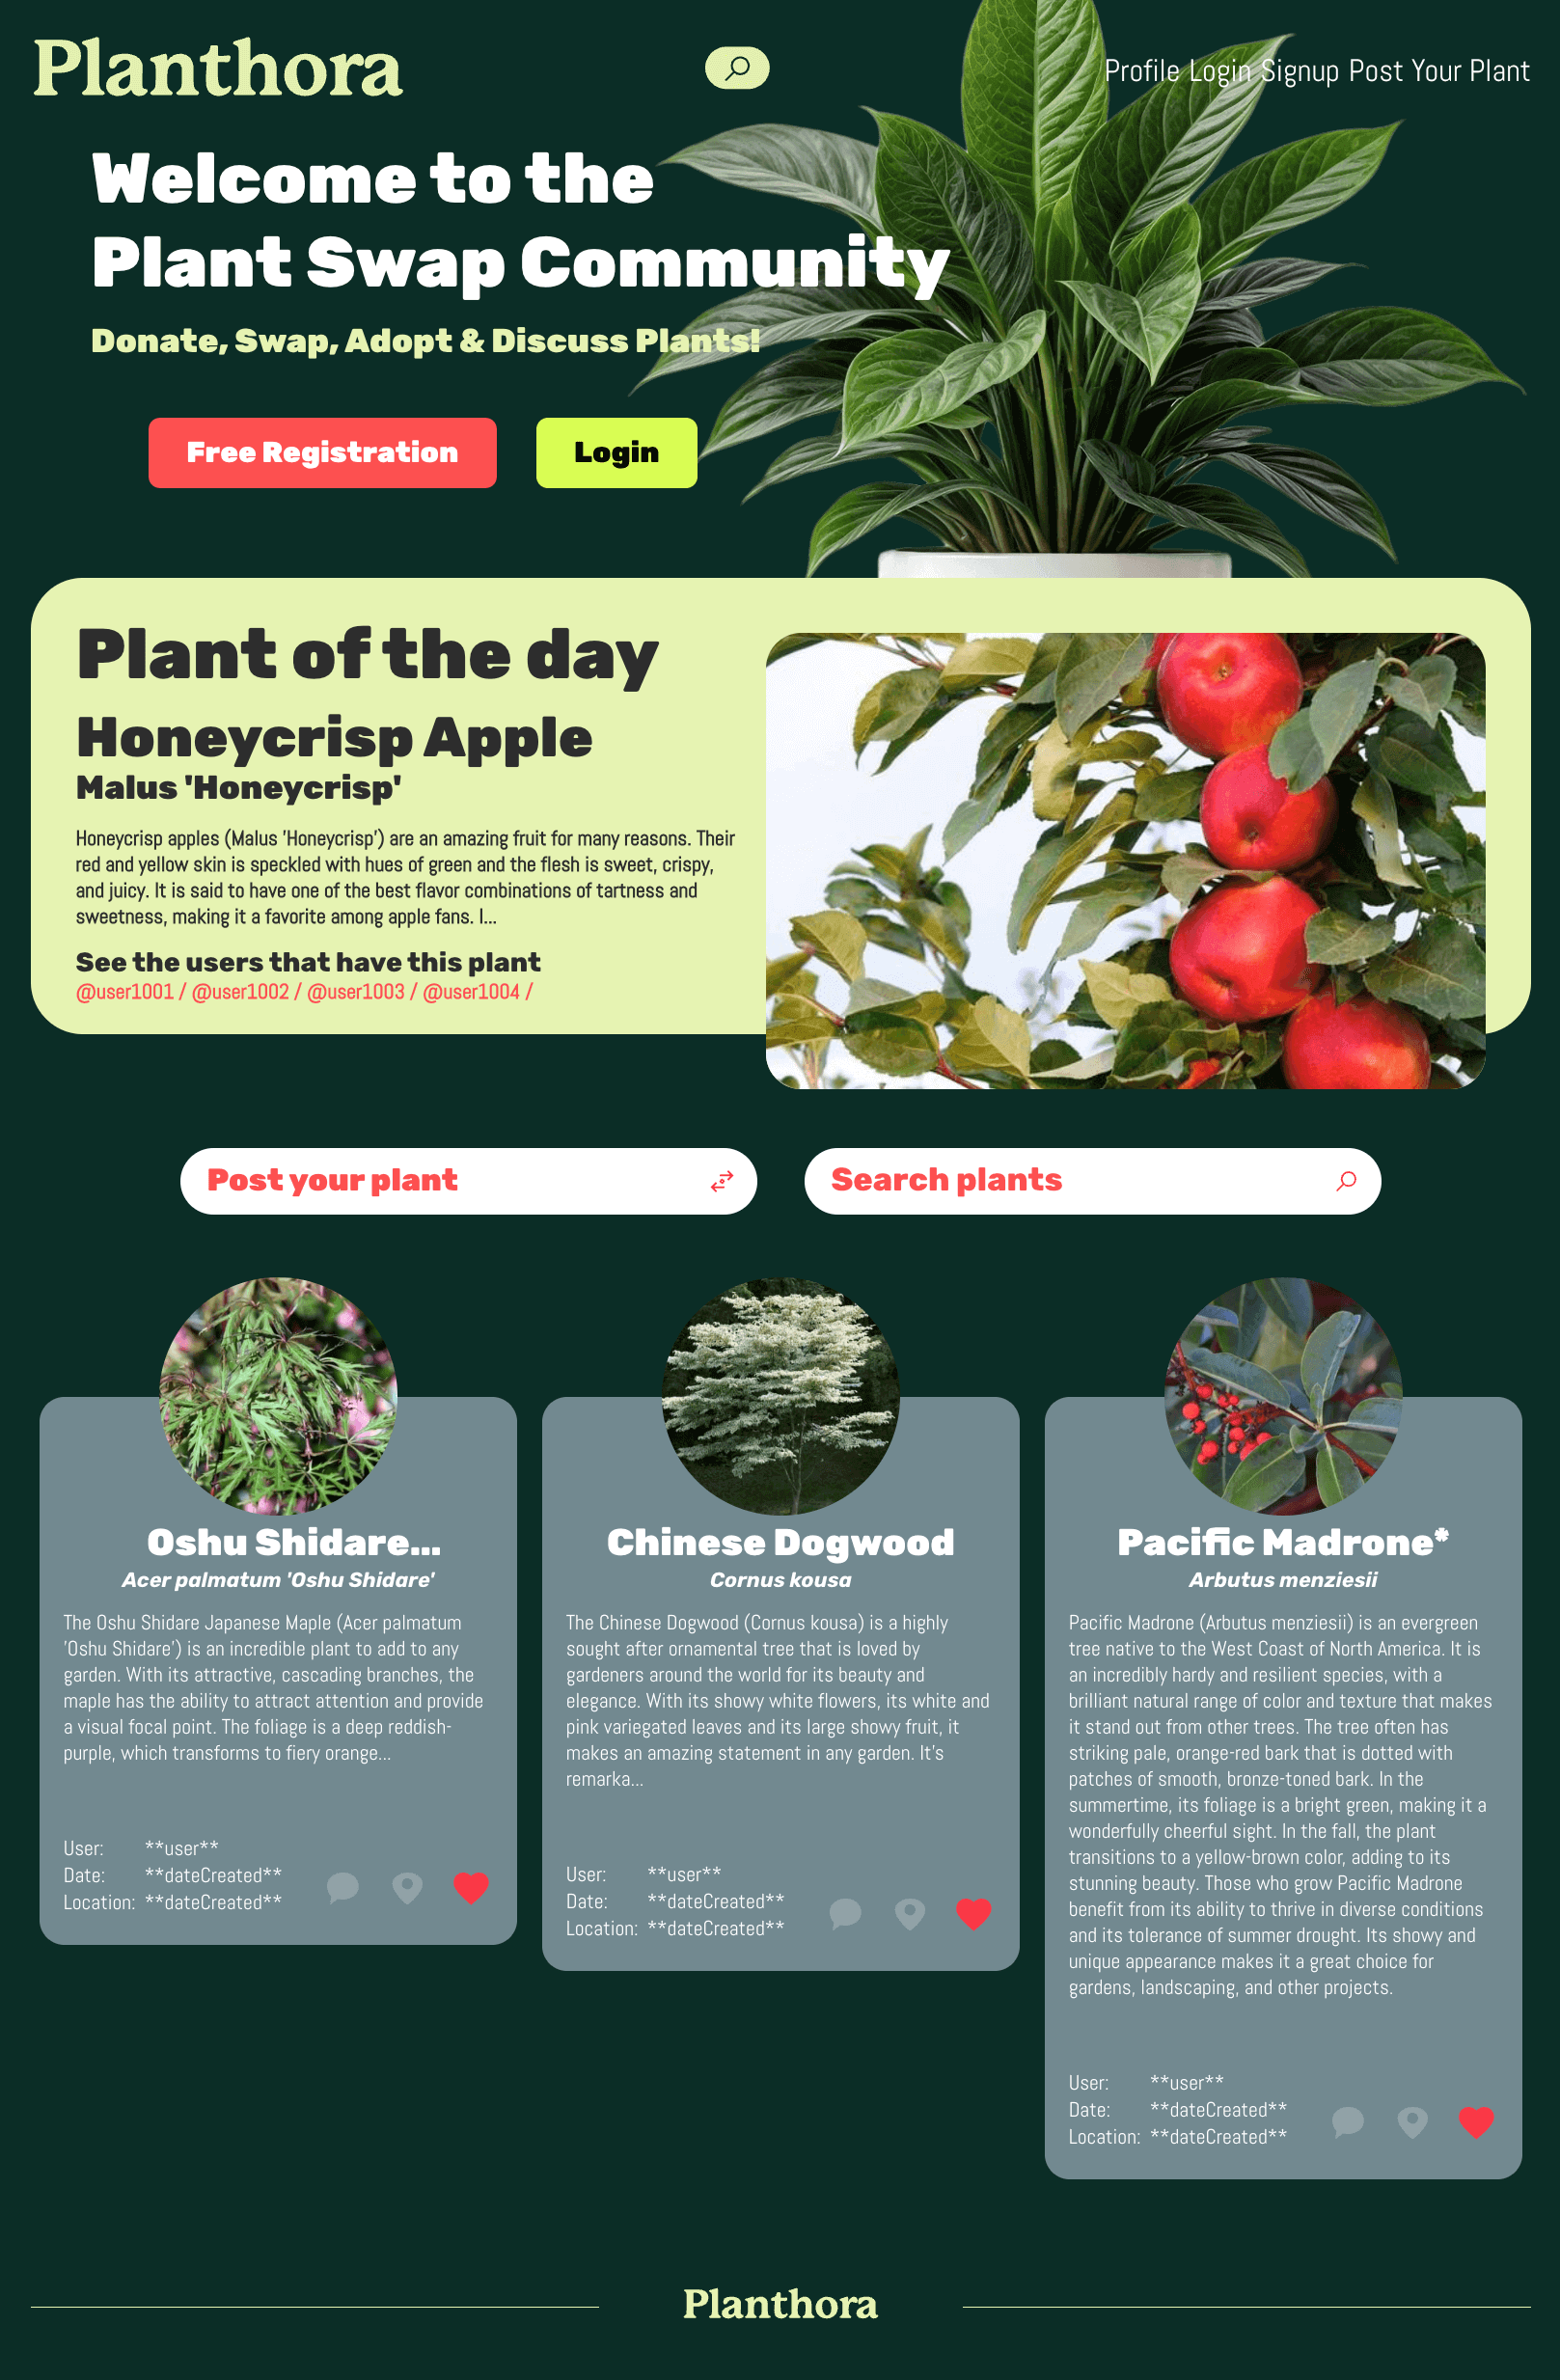 Planthora
Profile Login Signup Post Your Plant
Welcome to the
Plant Swap Community
Donate, Swap, Adopt & Discuss Plants!
Free Registration
Login
Plant of the day
Honeycrisp Apple
Malus 'Honeycrisp'
Honeycrisp apples (Malus 'Honeycrisp') are an amazing fruit for many reasons. Their
red and yellow skin is speckled with hues of green and the flesh is sweet, crispy,
and juicy. It is said to have one of the best flavor combinations of tartness and
sweetness, making it a favorite among apple fans. I...
See the users that have this plant
@user1001 / @user1002 / @user1003 / @user1004 /
Post your plant
Search plants
Oshu Shidare...
Acer palmatum 'Oshu Shidare'
The Oshu Shidare Japanese Maple (Acer palmatum
'Oshu Shidare') is an incredible plant to add to any
garden. With its attractive, cascading branches, the
maple has the ability to attract attention and provide
a visual focal point. The foliage is a deep reddish-
purple, which transforms to fiery orange...
User: **user**
Date: **dateCreated**
Location: **dateCreated**
Chinese Dogwood
Cornus kousa
The Chinese Dogwood (Cornus kousa) is a highly
sought after ornamental tree that is loved by
gardeners around the world for its beauty and
elegance. With its showy white flowers, its white and
pink variegated leaves and its large showy fruit, it
makes an amazing statement in any garden. It's
remarka...
User: **user**
Date: **dateCreated**
Location: **dateCreated**
Pacific Madrone*
Arbutus menziesii
Pacific Madrone (Arbutus menziesii) is an evergreen
tree native to the West Coast of North America. It is
an incredibly hardy and resilient species, with a
brilliant natural range of color and texture that makes
it stand out from other trees. The tree often has
striking pale, orange-red bark that is dotted with
patches of smooth, bronze-toned bark. In the
summertime, its foliage is a bright green, making it a
wonderfully cheerful sight. In the fall, the plant
transitions to a yellow-brown color, adding to its
stunning beauty. Those who grow Pacific Madrone
benefit from its ability to thrive in diverse conditions
and its tolerance of summer drought. Its showy and
unique appearance makes it a great choice for
gardens, landscaping, and other projects.
User: **user**
Date: **dateCreated**
Location: **dateCreated**
Planthora